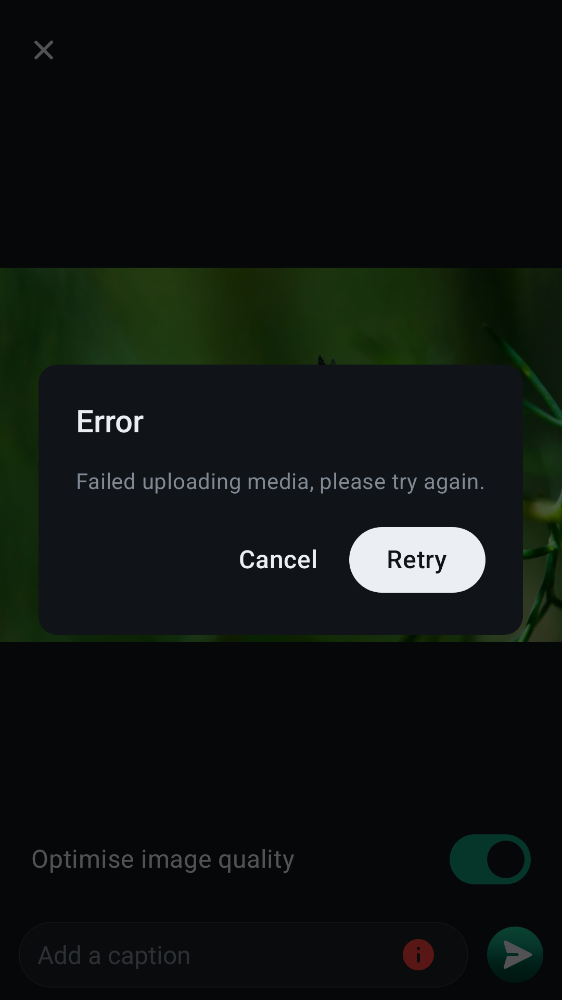 Error
Failed uploading media, please try again.
Cancel Retry
Optimise image quality
Add a caption